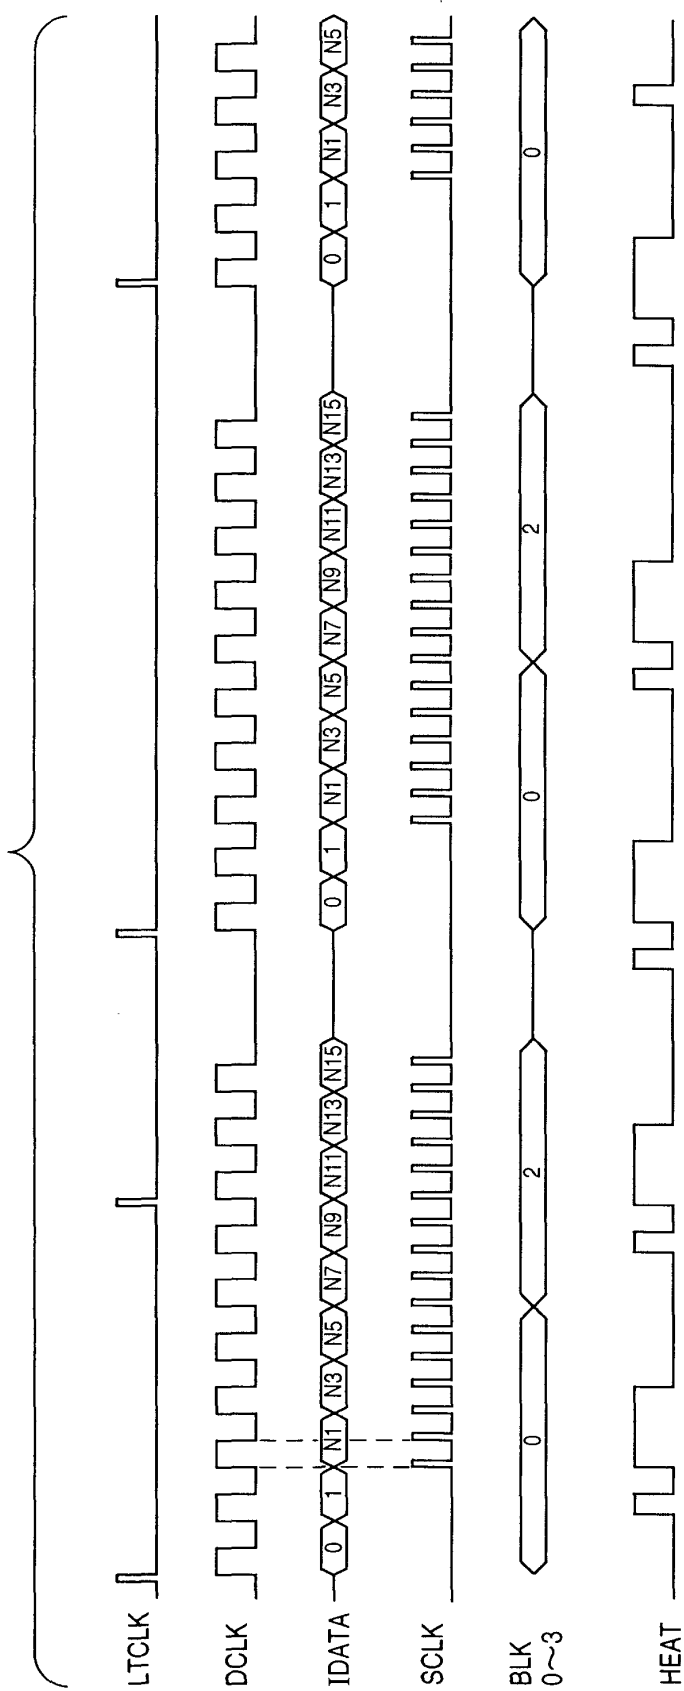 LTCLK
DCLK
IDATA 0 1 N1 N3 N5 N7 N9 N11 N13 N15 0 1 N1 N3 N5 N7 N9 N11 N13 N15 0 1 N1 N3 N5
SCLK
BLK 0 2 0 2 0
0~3
HEAT